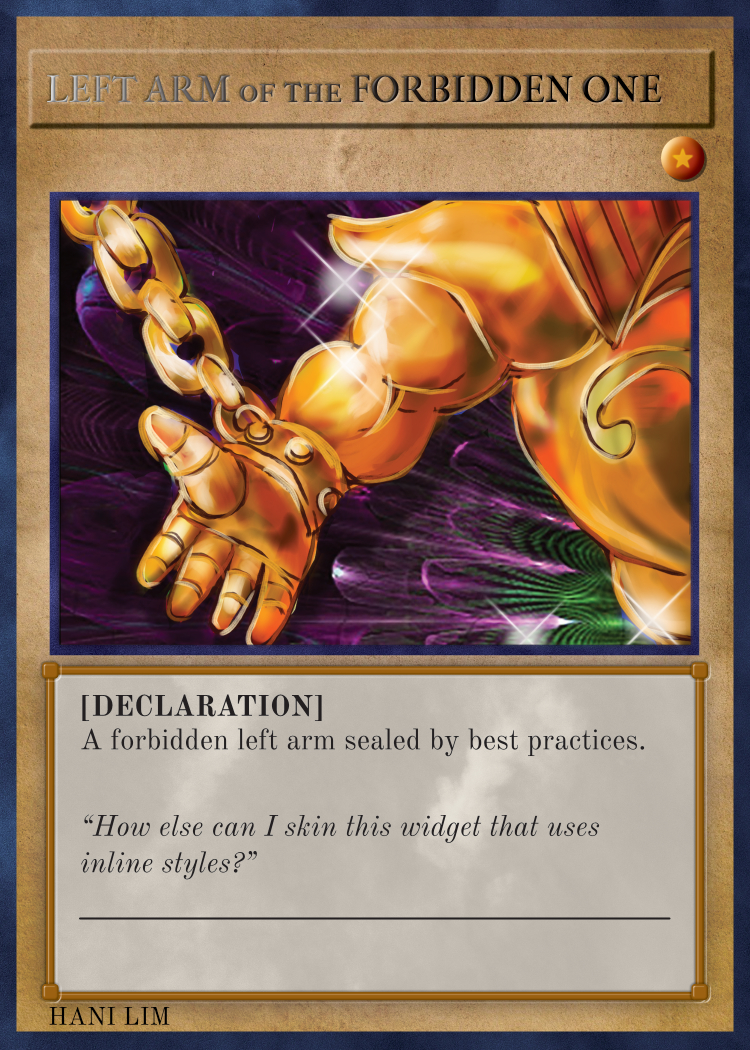 LEFT ARM OF THE FORBIDDEN ONE
[DECLARATION]
A forbidden left arm sealed by best practices.
“How else can I skin this widget that uses
inline styles?”
HANI LIM